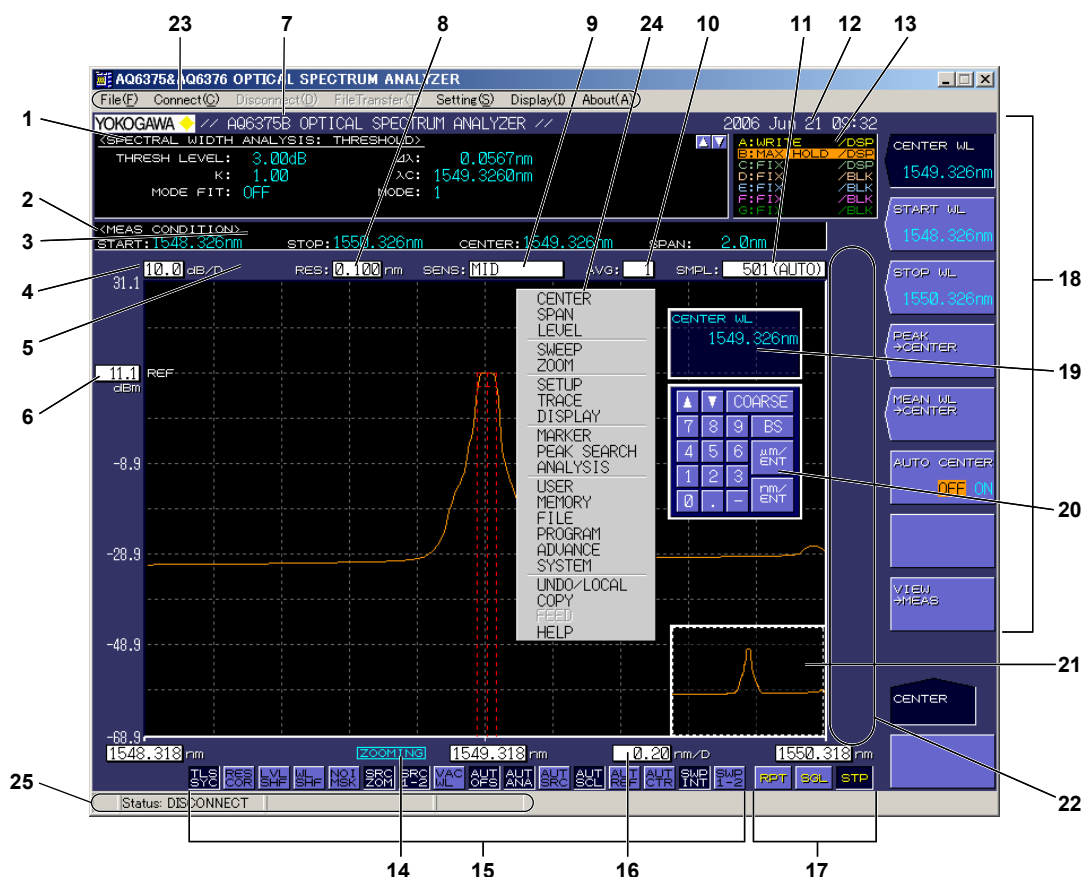 23 7 8 9 24 10 11 12 13
AQ6375&AQ6376 OPTICAL SPECTRUM ANALYZER
File(F) Connect(C) Disconnect(D) FileTransfer(T) Setting(S) Display(I) About(A)
YOKOGAWA // AQ6375B OPTICAL SPECTRUM ANALYZER // 2006 Jun 21 09:32
1
<SPECTRAL WIDTH ANALYSIS: THRESHOLD>
THRESH LEVEL: 3.00dB Δλ: 0.0567nm
K: 1.00 λC: 1549.3260nm
MODE FIT: OFF MODE: 1
A:WRITE /DSP
B:MAX HOLD /DSP
C:FIX /DSP
D:FIX /BLK
E:FIX /BLK
F:FIX /BLK
G:FIX /BLK
2
<MEAS CONDITION>
3
START:1548.326nm STOP:1550.326nm CENTER:1549.326nm SPAN: 2.0nm
4
10.0 dB/D RES: 0.100 nm SENS: MID AVG: 1 SMPL: 501(AUTO)
5
6
31.1
11.1 REF
dBm
-8.9
-28.9
-48.9
-68.9
CENTER
SPAN
LEVEL
SWEEP
ZOOM
SETUP
TRACE
DISPLAY
MARKER
PEAK SEARCH
ANALYSIS
USER
MEMORY
FILE
PROGRAM
ADVANCE
SYSTEM
UNDO/LOCAL
COPY
FEED
HELP
CENTER WL
1549.326nm
COARSE
7 8 9 BS
4 5 6 µm/ENT
1 2 3 nm/ENT
0 . -
CENTER WL
1549.326nm
START WL
1548.326nm
STOP WL
1550.326nm
PEAK
→CENTER
MEAN WL
→CENTER
AUTO CENTER
OFF ON
VIEW
→MEAS
CENTER
18
19
20
21
22
1548.318 nm ZOOMING 1549.318 nm 0.20 nm/D 1550.318 nm
TLS SYC RES COR LVL SHF WL SHF NOI MSK SRC ZOM SRC 1-2 VAC WL AUT OFS AUT ANA AUT SRC AUT SCL AUT REF AUT CTR SWP INT SWP 1-2 RPT SGL STP
25
Status: DISCONNECT
14 15 16 17